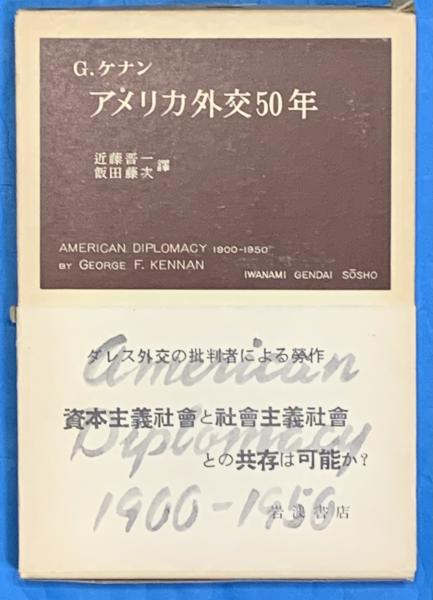 G.ケナン
アメリカ外交50年
近藤晋一
飯田藤次 譯
AMERICAN DIPLOMACY 1900-1950
BY GEORGE F. KENNAN
IWANAMI GENDAI SŌSHO
ダレス外交の批判者による勞作
American
資本主義社會と社會主義社會
Diplomacy
との共存は可能か?
1900-1950
岩波書店